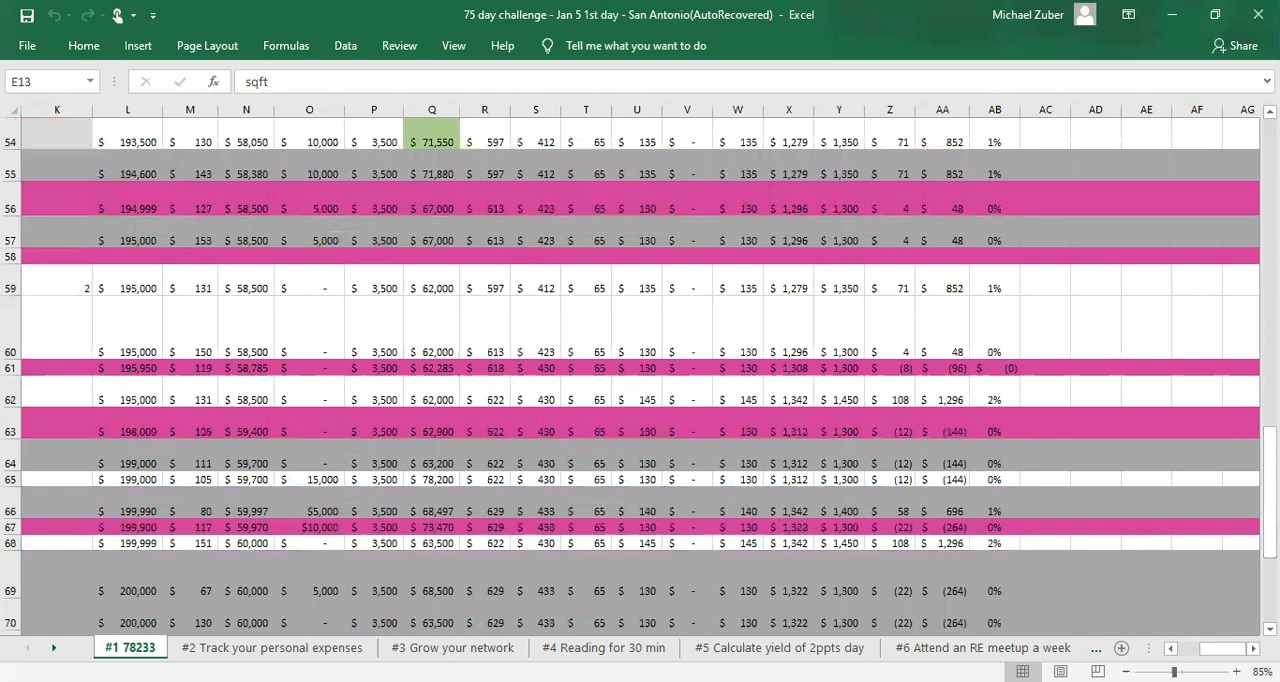 75 day challenge - Jan 5 1st day - San Antonio(AutoRecovered) - Excel
Michael Zuber
File Home Insert Page Layout Formulas Data Review View Help Tell me what you want to do Share
E13 fx sqft
K L M N O P Q R S T U V W X Y Z AA AB AC AD AE AF AG
54 $ 193,500 $ 130 $ 58,050 $ 10,000 $ 3,500 $ 71,550 $ 597 $ 412 $ 65 $ 135 $ - $ 135 $ 1,279 $ 1,350 $ 71 $ 852 1%
55 $ 194,600 $ 143 $ 58,380 $ 10,000 $ 3,500 $ 71,880 $ 597 $ 412 $ 65 $ 135 $ - $ 135 $ 1,279 $ 1,350 $ 71 $ 852 1%
56 $ 194,999 $ 127 $ 58,500 $ 5,000 $ 3,500 $ 67,000 $ 613 $ 423 $ 65 $ 130 $ - $ 130 $ 1,296 $ 1,300 $ 4 $ 48 0%
57 $ 195,000 $ 153 $ 58,500 $ 5,000 $ 3,500 $ 67,000 $ 613 $ 423 $ 65 $ 130 $ - $ 130 $ 1,296 $ 1,300 $ 4 $ 48 0%
58
59 2 $ 195,000 $ 131 $ 58,500 $ - $ 3,500 $ 62,000 $ 597 $ 412 $ 65 $ 135 $ - $ 135 $ 1,279 $ 1,350 $ 71 $ 852 1%
60 $ 195,000 $ 150 $ 58,500 $ - $ 3,500 $ 62,000 $ 613 $ 423 $ 65 $ 130 $ - $ 130 $ 1,296 $ 1,300 $ 4 $ 48 0%
61 $ 195,950 $ 119 $ 58,785 $ - $ 3,500 $ 62,285 $ 618 $ 430 $ 65 $ 130 $ - $ 130 $ 1,308 $ 1,300 $ (8) $ (96) $ (0)
62 $ 195,000 $ 131 $ 58,500 $ - $ 3,500 $ 62,000 $ 622 $ 430 $ 65 $ 145 $ - $ 145 $ 1,342 $ 1,450 $ 108 $ 1,296 2%
63 $ 198,000 $ 106 $ 59,400 $ - $ 3,500 $ 62,900 $ 622 $ 430 $ 65 $ 130 $ - $ 130 $ 1,312 $ 1,300 $ (12) $ (144) 0%
64 $ 199,000 $ 111 $ 59,700 $ - $ 3,500 $ 63,200 $ 622 $ 430 $ 65 $ 130 $ - $ 130 $ 1,312 $ 1,300 $ (12) $ (144) 0%
65 $ 199,000 $ 105 $ 59,700 $ 15,000 $ 3,500 $ 78,200 $ 622 $ 430 $ 65 $ 130 $ - $ 130 $ 1,312 $ 1,300 $ (12) $ (144) 0%
66 $ 199,990 $ 80 $ 59,997 $5,000 $ 3,500 $ 68,497 $ 629 $ 433 $ 65 $ 140 $ - $ 140 $ 1,342 $ 1,400 $ 58 $ 696 1%
67 $ 199,900 $ 117 $ 59,970 $10,000 $ 3,500 $ 73,470 $ 629 $ 433 $ 65 $ 130 $ - $ 130 $ 1,322 $ 1,300 $ (22) $ (264) 0%
68 $ 199,999 $ 151 $ 60,000 $ - $ 3,500 $ 63,500 $ 622 $ 430 $ 65 $ 145 $ - $ 145 $ 1,342 $ 1,450 $ 108 $ 1,296 2%
69 $ 200,000 $ 67 $ 60,000 $ 5,000 $ 3,500 $ 68,500 $ 629 $ 433 $ 65 $ 130 $ - $ 130 $ 1,322 $ 1,300 $ (22) $ (264) 0%
70 $ 200,000 $ 130 $ 60,000 $ - $ 3,500 $ 63,500 $ 629 $ 433 $ 65 $ 130 $ - $ 130 $ 1,322 $ 1,300 $ (22) $ (264) 0%
#1 78233 #2 Track your personal expenses #3 Grow your network #4 Reading for 30 min #5 Calculate yield of 2ppts day #6 Attend an RE meetup a week ...
85%